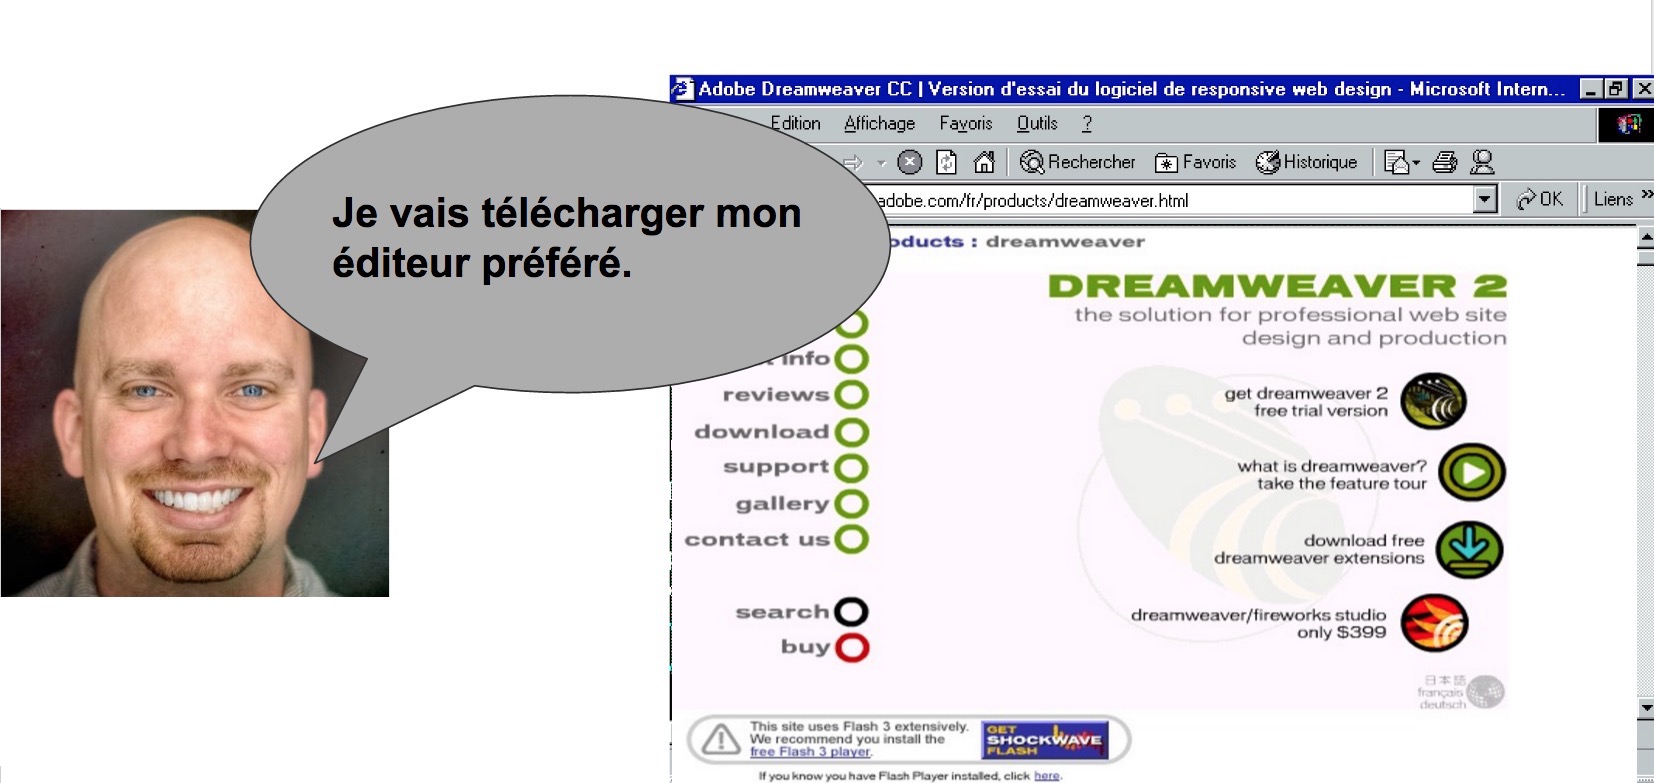 Adobe Dreamweaver CC | Version d'essai du logiciel de responsive web design - Microsoft Intern...
Edition Affichage Favoris Outils ?
Rechercher Favoris Historique
adobe.com/fr/products/dreamweaver.html OK Liens »
Je vais télécharger mon
éditeur préféré.
: dreamweaver
DREAMWEAVER 2
the solution for professional web site
design and production
info
reviews
download
support
gallery
contact us
search
buy
get dreamweaver 2
free trial version
what is dreamweaver?
take the feature tour
download free
dreamweaver extensions
dreamweaver/fireworks studio
only $399
日本語
français
deutsch
This site uses Flash 3 extensively.
We recommend you install the
free Flash 3 player.
GET
SHOCKWAVE
FLASH
If you know you have Flash Player installed, click here.